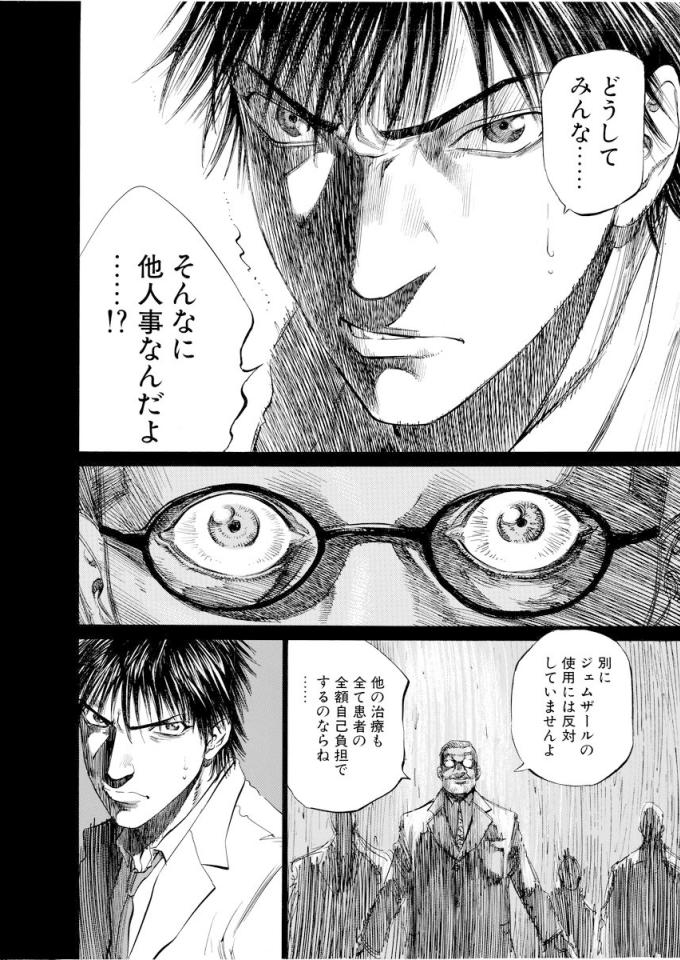 どうして
みんな……
そんなに
他人事なんだよ
……!?
別に
ジェムザールの
使用には反対
していませんよ
他の治療も
全て患者の
全額自己負担で
するのならね
……